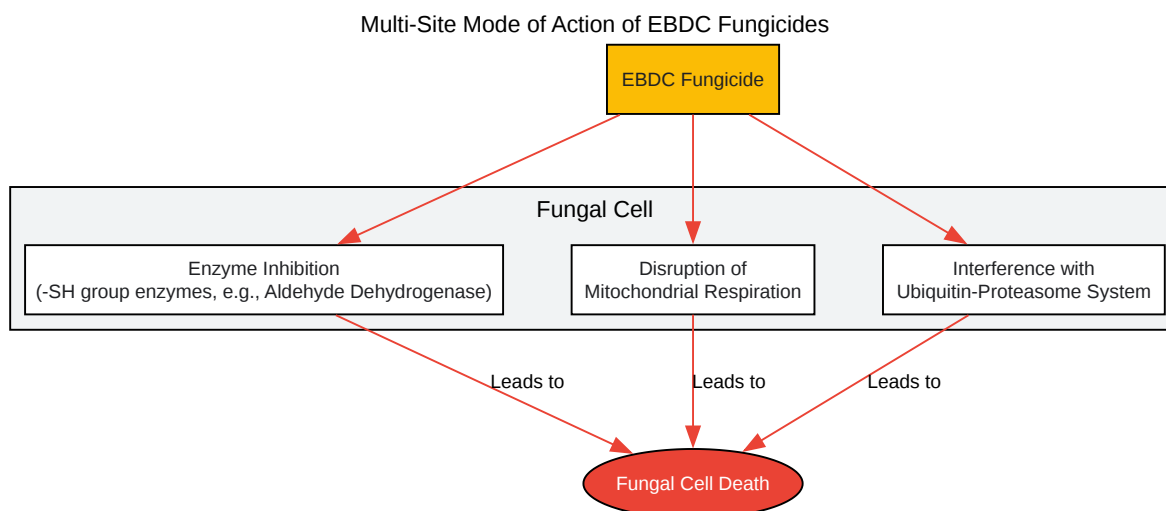 Multi-Site Mode of Action of EBDC Fungicides
EBDC Fungicide
Fungal Cell
Enzyme Inhibition
(-SH group enzymes, e.g., Aldehyde Dehydrogenase)
Disruption of
Mitochondrial Respiration
Interference with
Ubiquitin-Proteasome System
Leads to
Leads to
Leads to
Fungal Cell Death